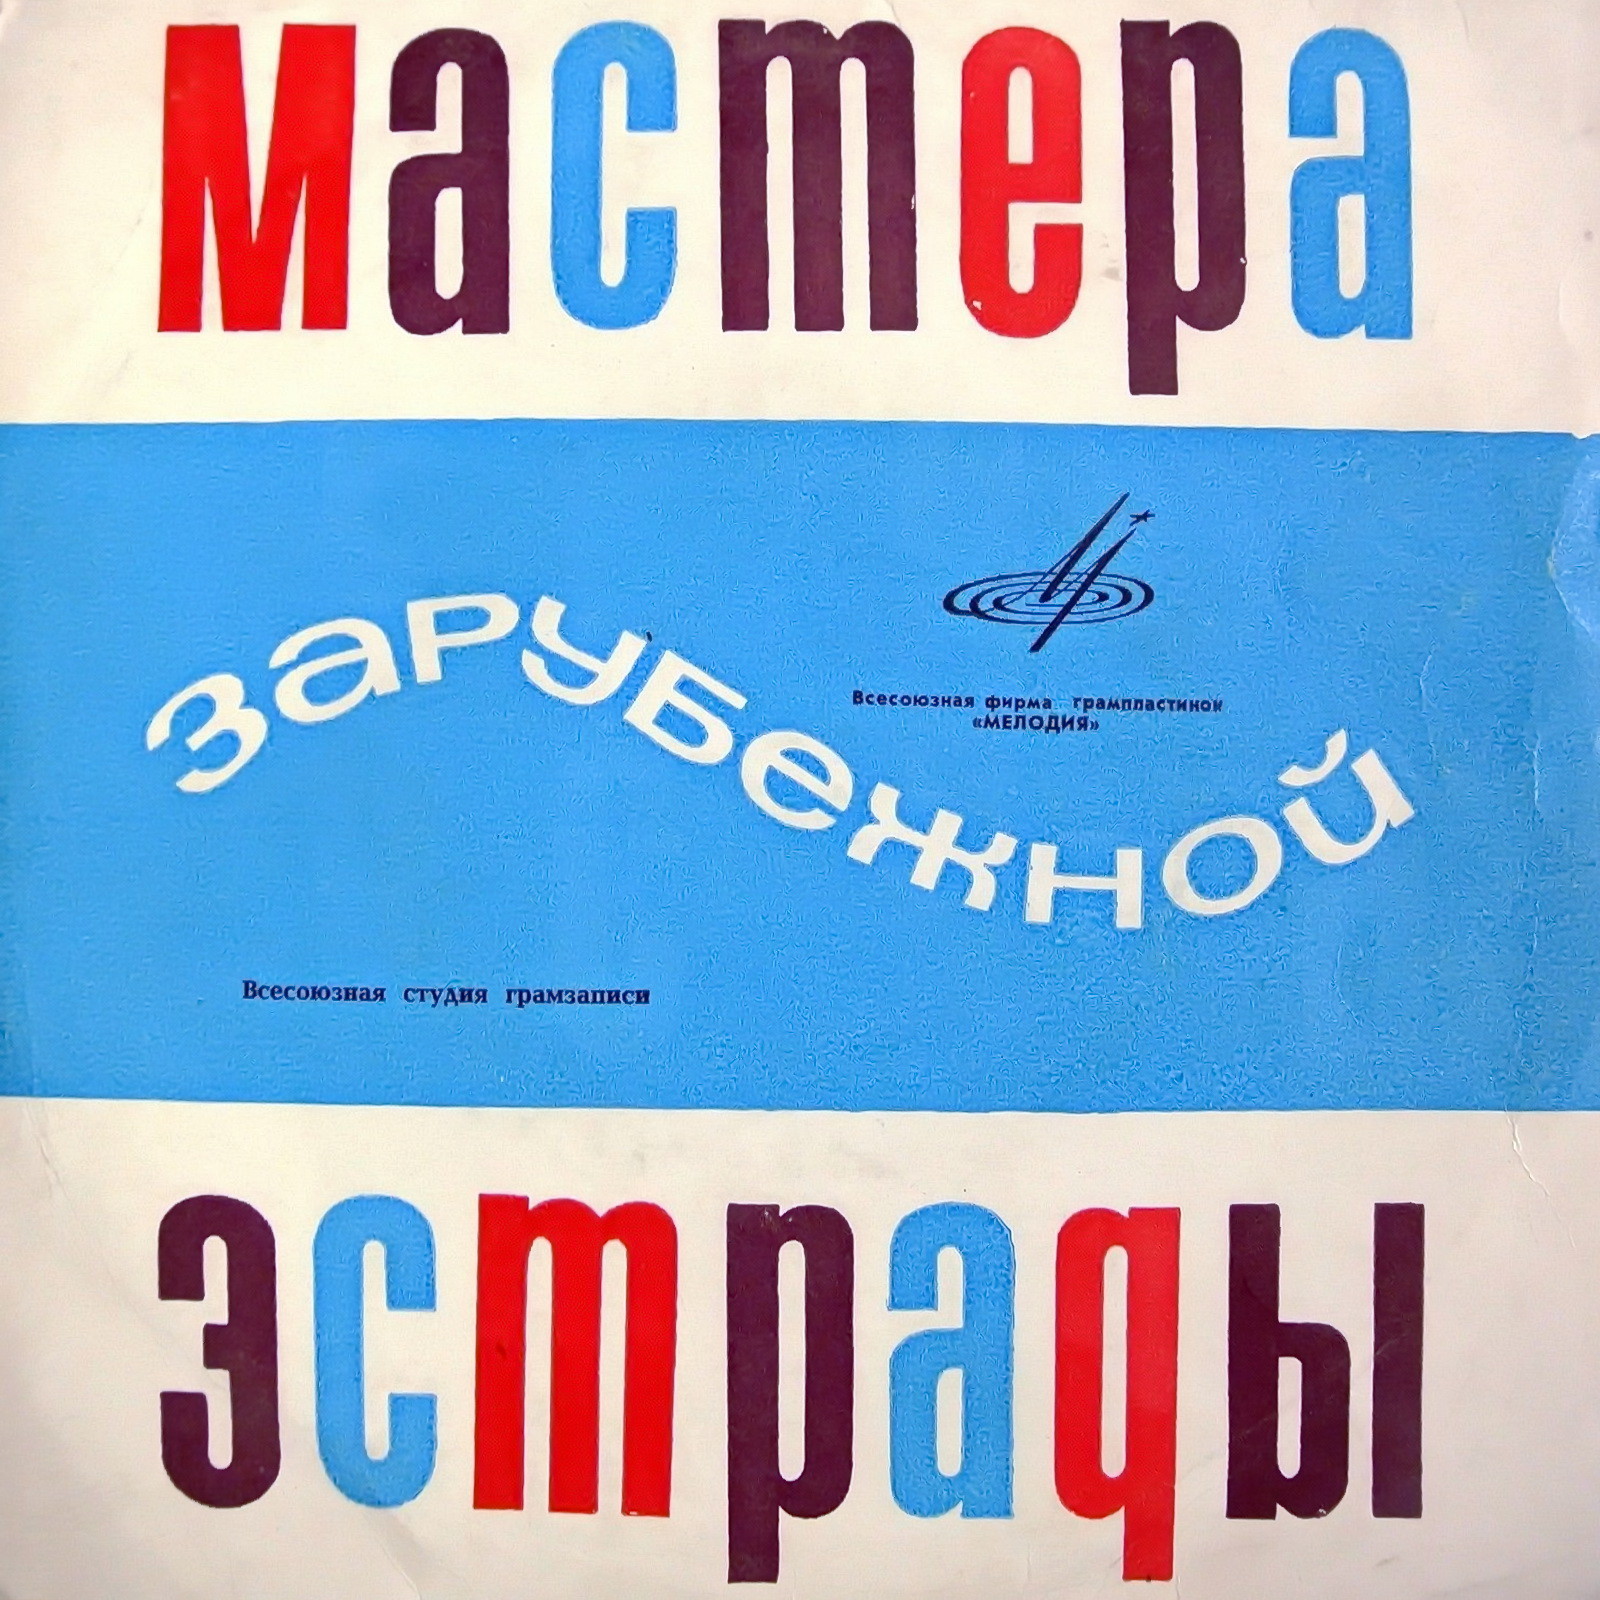 мастера
Всесоюзная фирма грампластинок
«МЕЛОДИЯ»
зарубежной
Всесоюзная студия грамзаписи
эстрады